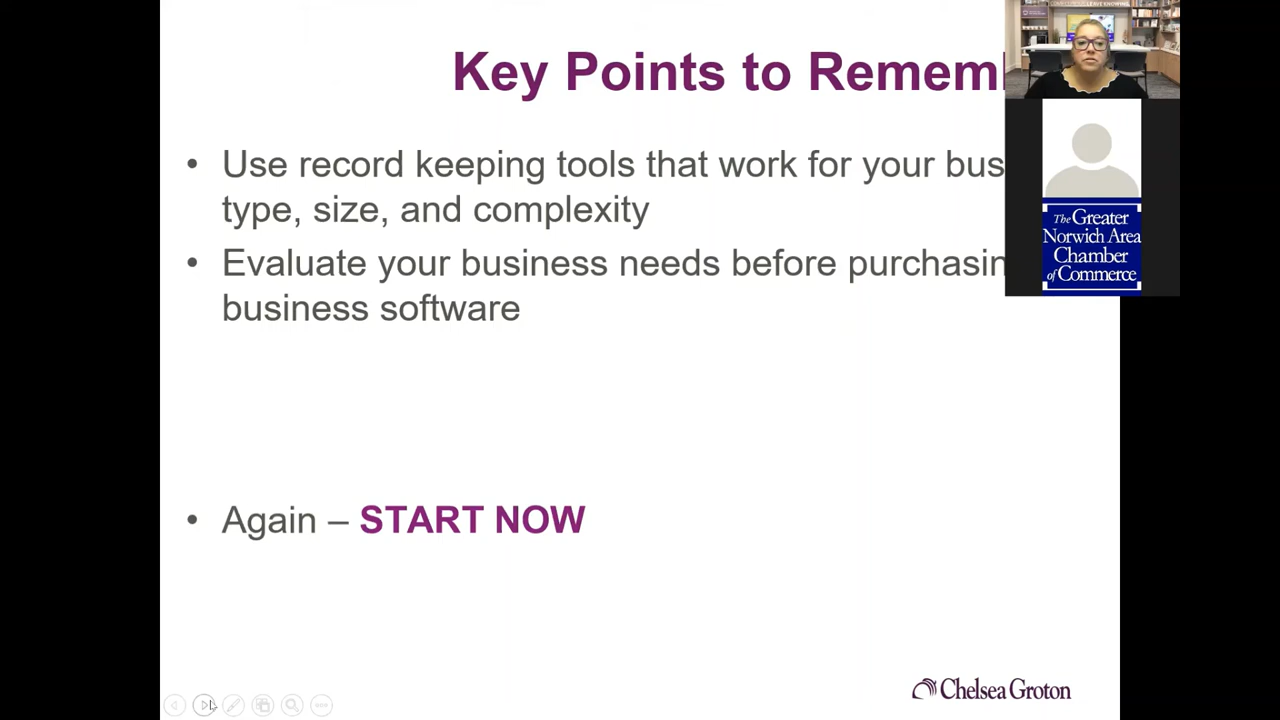 Key Points to Rememb
• Use record keeping tools that work for your bus
type, size, and complexity
• Evaluate your business needs before purchasin
business software
• Again – START NOW
The Greater
Norwich Area
Chamber
of Commerce
Chelsea Groton